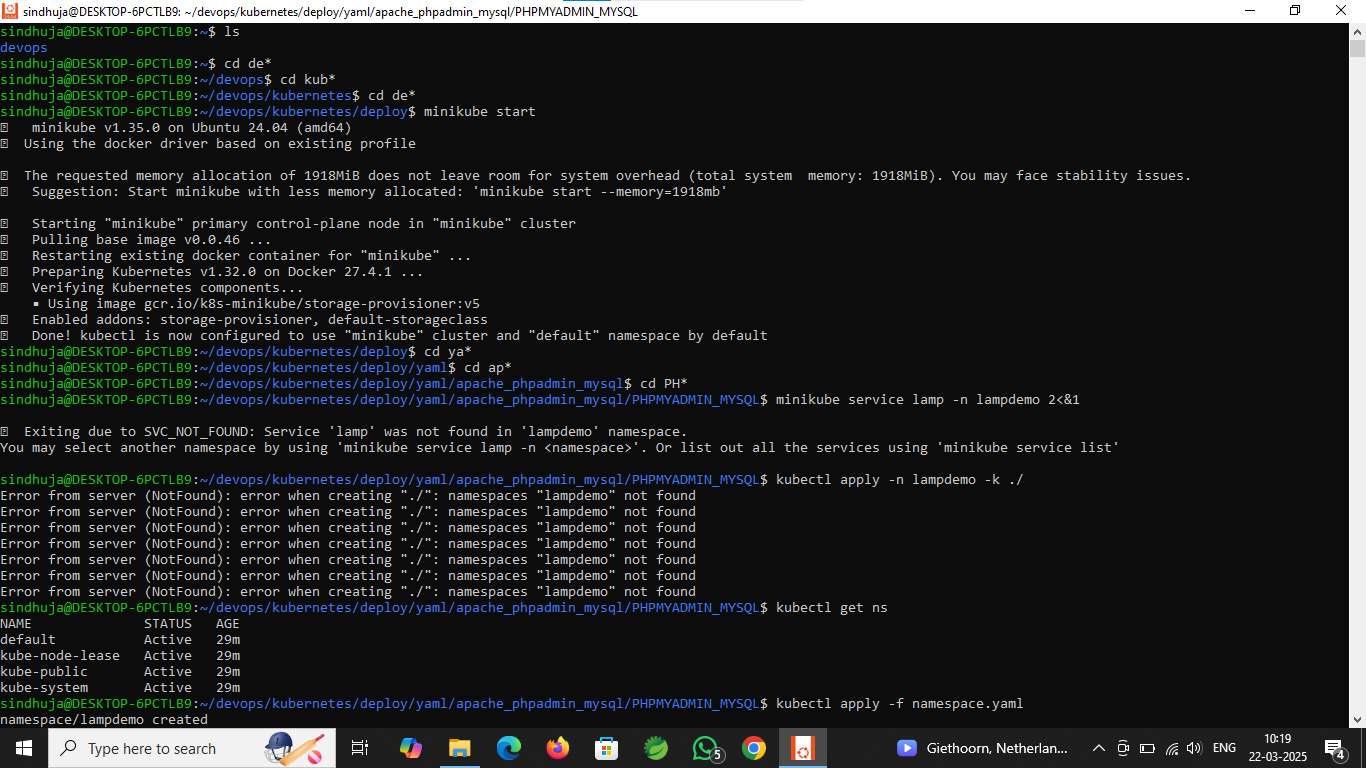 sindhuja@DESKTOP-6PCTLB9: ~/devops/kubernetes/deploy/yaml/apache_phpadmin_mysql/PHPMYADMIN_MYSQL
sindhuja@DESKTOP-6PCTLB9:~$ ls
devops
sindhuja@DESKTOP-6PCTLB9:~$ cd de*
sindhuja@DESKTOP-6PCTLB9:~/devops$ cd kub*
sindhuja@DESKTOP-6PCTLB9:~/devops/kubernetes$ cd de*
sindhuja@DESKTOP-6PCTLB9:~/devops/kubernetes/deploy$ minikube start
minikube v1.35.0 on Ubuntu 24.04 (amd64)
Using the docker driver based on existing profile
The requested memory allocation of 1918MiB does not leave room for system overhead (total system  memory: 1918MiB). You may face stability issues.
Suggestion: Start minikube with less memory allocated: 'minikube start --memory=1918mb'
Starting "minikube" primary control-plane node in "minikube" cluster
Pulling base image v0.0.46 ...
Restarting existing docker container for "minikube" ...
Preparing Kubernetes v1.32.0 on Docker 27.4.1 ...
Verifying Kubernetes components...
▪ Using image gcr.io/k8s-minikube/storage-provisioner:v5
Enabled addons: storage-provisioner, default-storageclass
Done! kubectl is now configured to use "minikube" cluster and "default" namespace by default
sindhuja@DESKTOP-6PCTLB9:~/devops/kubernetes/deploy$ cd ya*
sindhuja@DESKTOP-6PCTLB9:~/devops/kubernetes/deploy/yaml$ cd ap*
sindhuja@DESKTOP-6PCTLB9:~/devops/kubernetes/deploy/yaml/apache_phpadmin_mysql$ cd PH*
sindhuja@DESKTOP-6PCTLB9:~/devops/kubernetes/deploy/yaml/apache_phpadmin_mysql/PHPMYADMIN_MYSQL$ minikube service lamp -n lampdemo 2<&1
Exiting due to SVC_NOT_FOUND: Service 'lamp' was not found in 'lampdemo' namespace.
You may select another namespace by using 'minikube service lamp -n <namespace>'. Or list out all the services using 'minikube service list'
sindhuja@DESKTOP-6PCTLB9:~/devops/kubernetes/deploy/yaml/apache_phpadmin_mysql/PHPMYADMIN_MYSQL$ kubectl apply -n lampdemo -k ./
Error from server (NotFound): error when creating "./": namespaces "lampdemo" not found
Error from server (NotFound): error when creating "./": namespaces "lampdemo" not found
Error from server (NotFound): error when creating "./": namespaces "lampdemo" not found
Error from server (NotFound): error when creating "./": namespaces "lampdemo" not found
Error from server (NotFound): error when creating "./": namespaces "lampdemo" not found
Error from server (NotFound): error when creating "./": namespaces "lampdemo" not found
Error from server (NotFound): error when creating "./": namespaces "lampdemo" not found
sindhuja@DESKTOP-6PCTLB9:~/devops/kubernetes/deploy/yaml/apache_phpadmin_mysql/PHPMYADMIN_MYSQL$ kubectl get ns
NAME              STATUS   AGE
default           Active   29m
kube-node-lease   Active   29m
kube-public       Active   29m
kube-system       Active   29m
sindhuja@DESKTOP-6PCTLB9:~/devops/kubernetes/deploy/yaml/apache_phpadmin_mysql/PHPMYADMIN_MYSQL$ kubectl apply -f namespace.yaml
namespace/lampdemo created
Type here to search
5
Giethoorn, Netherlan...
ENG
10:19
22-03-2025
4